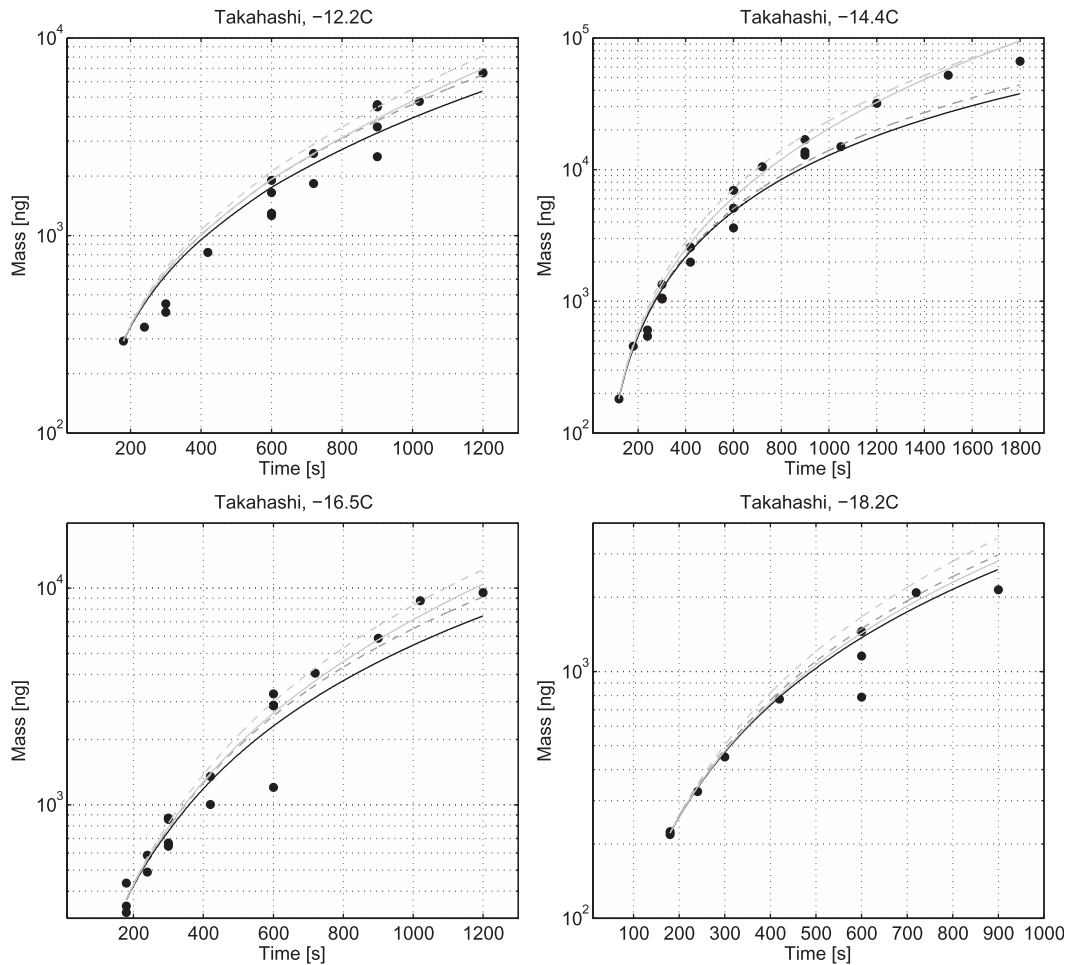 Takahashi, −12.2C
10^4
10^3
10^2
Mass [ng]
200 400 600 800 1000 1200
Time [s]
Takahashi, −14.4C
10^5
10^4
10^3
10^2
Mass [ng]
200 400 600 800 1000 1200 1400 1600 1800
Time [s]
Takahashi, −16.5C
10^4
10^3
Mass [ng]
200 400 600 800 1000 1200
Time [s]
Takahashi, −18.2C
10^3
10^2
Mass [ng]
100 200 300 400 500 600 700 800 900 1000
Time [s]